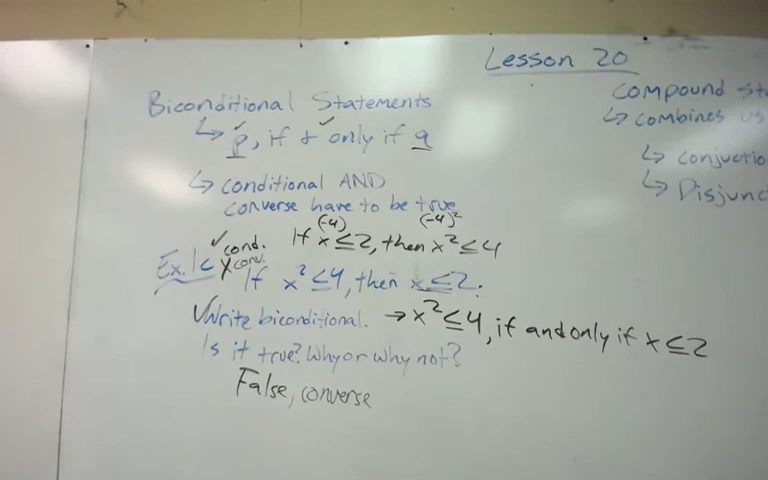 Lesson 20
Biconditional Statements
↳ p, if & only if q
↳ conditional AND
converse have to be true
(-4) (-4)²
✓ cond. If x ≤ 2, then x² ≤ 4
Ex. 1c x conv.
If x² ≤ 4, then x ≤ 2.
Write biconditional. → x² ≤ 4, if and only if x ≤ 2
Is it true? Why or why not?
False, converse
Compound sta
↳ combines us
↳ conjuctio
↳ Disjunc